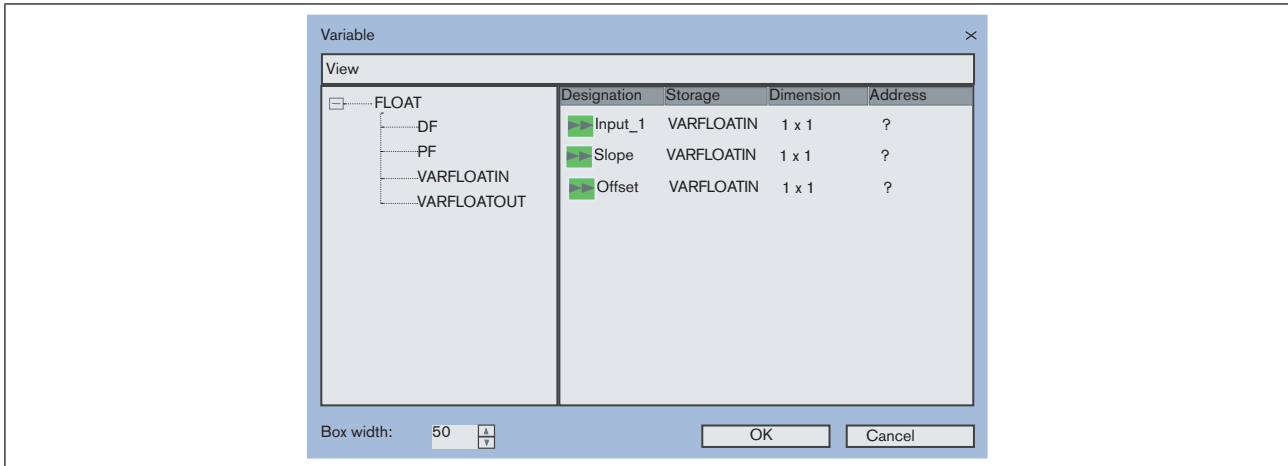 Variable
View
FLOAT
DF
PF
VARFLOATIN
VARFLOATOUT
Designation Storage Dimension Address
Input_1 VARFLOATIN 1 x 1 ?
Slope VARFLOATIN 1 x 1 ?
Offset VARFLOATIN 1 x 1 ?
Box width: 50 OK Cancel